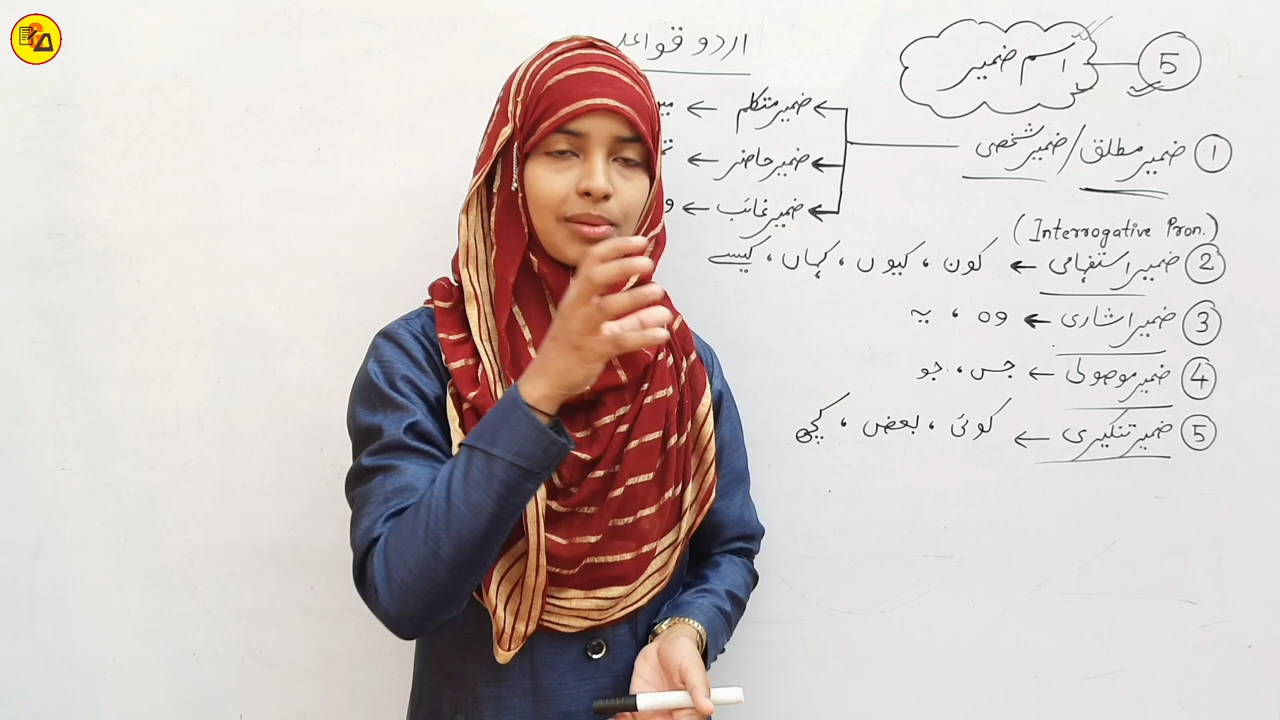 اردو قواعد
5 اسم ضمیر
1 ضمیر مطلق / ضمیر شخصی
ضمیر متکلم ←
ضمیر حاضر ←
ضمیر غائب ←
(Interrogative Pron.)
2 ضمیر استفہامی ← کون ، کیوں ، کہاں ، کیسے
3 ضمیر اشاری ← وہ ، یہ
4 ضمیر موصولی ← جس ، جو
5 ضمیر تنکیری ← کوئی ، بعض ، کچھ